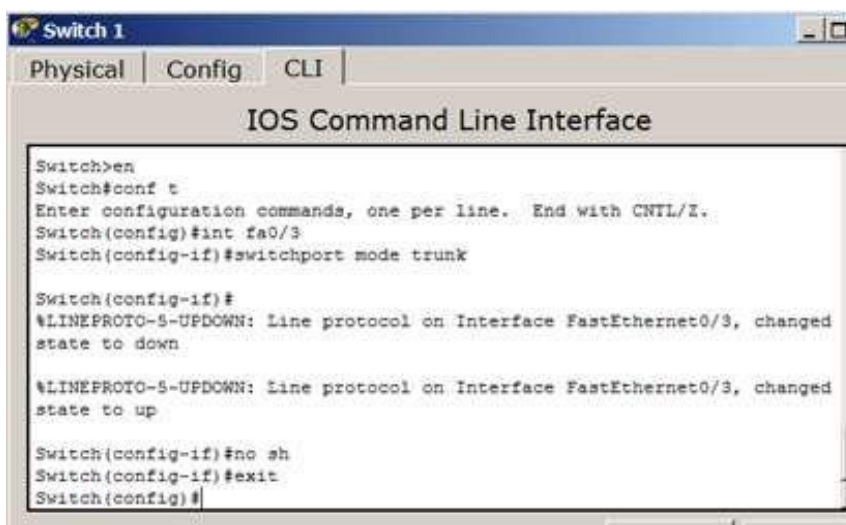 Switch 1
Physical Config CLI
IOS Command Line Interface
Switch>en
Switch#conf t
Enter configuration commands, one per line.  End with CNTL/Z.
Switch(config)#int fa0/3
Switch(config-if)#switchport mode trunk
Switch(config-if)#
%LINEPROTO-5-UPDOWN: Line protocol on Interface FastEthernet0/3, changed
state to down
%LINEPROTO-5-UPDOWN: Line protocol on Interface FastEthernet0/3, changed
state to up
Switch(config-if)#no sh
Switch(config-if)#exit
Switch(config)#